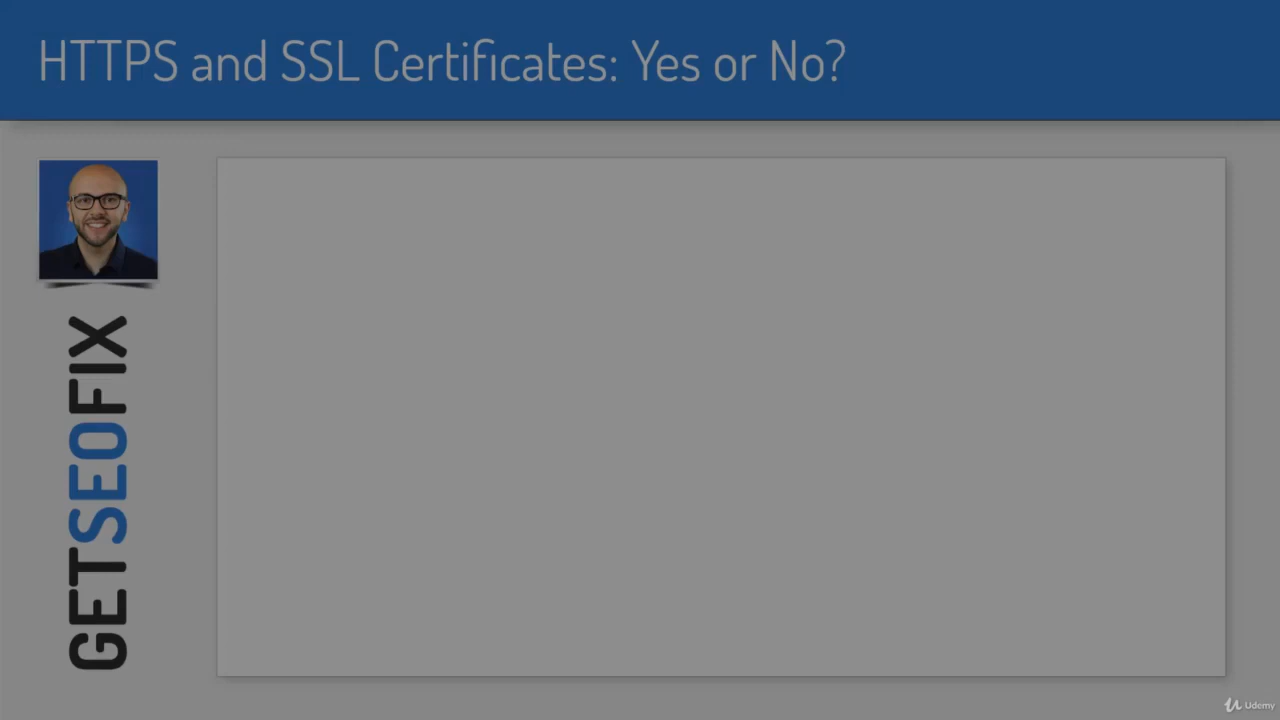 HTTPS and SSL Certificates: Yes or No?
GETSEOFIX
Udemy